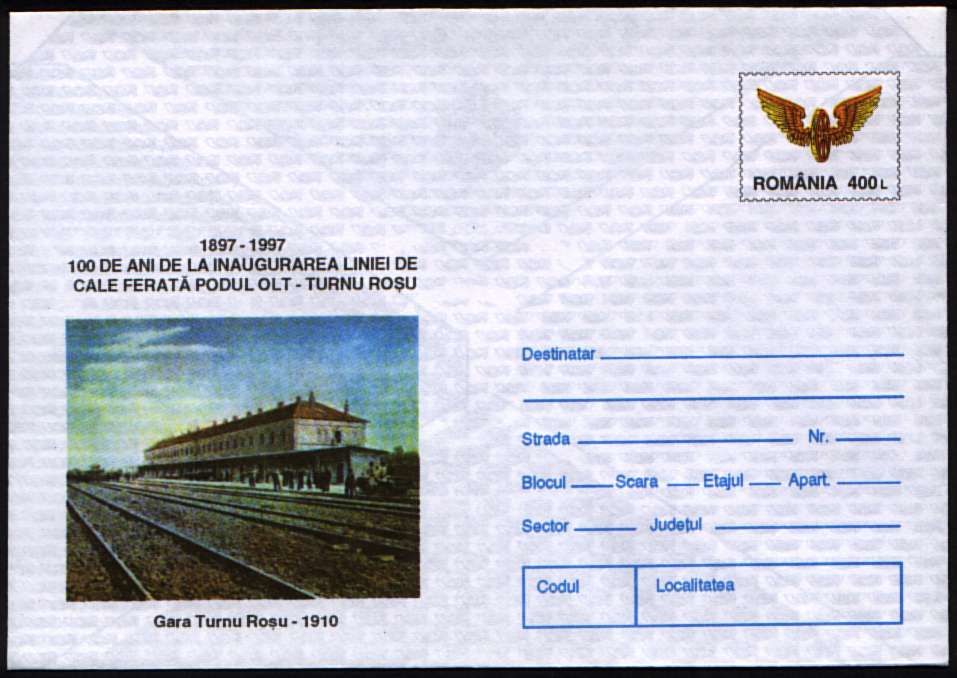 ROMÂNIA 400 L
1897 - 1997
100 DE ANI DE LA INAUGURAREA LINIEI DE
CALE FERATĂ PODUL OLT - TURNU ROȘU
Gara Turnu Roșu - 1910
Destinatar
Strada Nr.
Blocul Scara Etajul Apart.
Sector Județul
Codul Localitatea